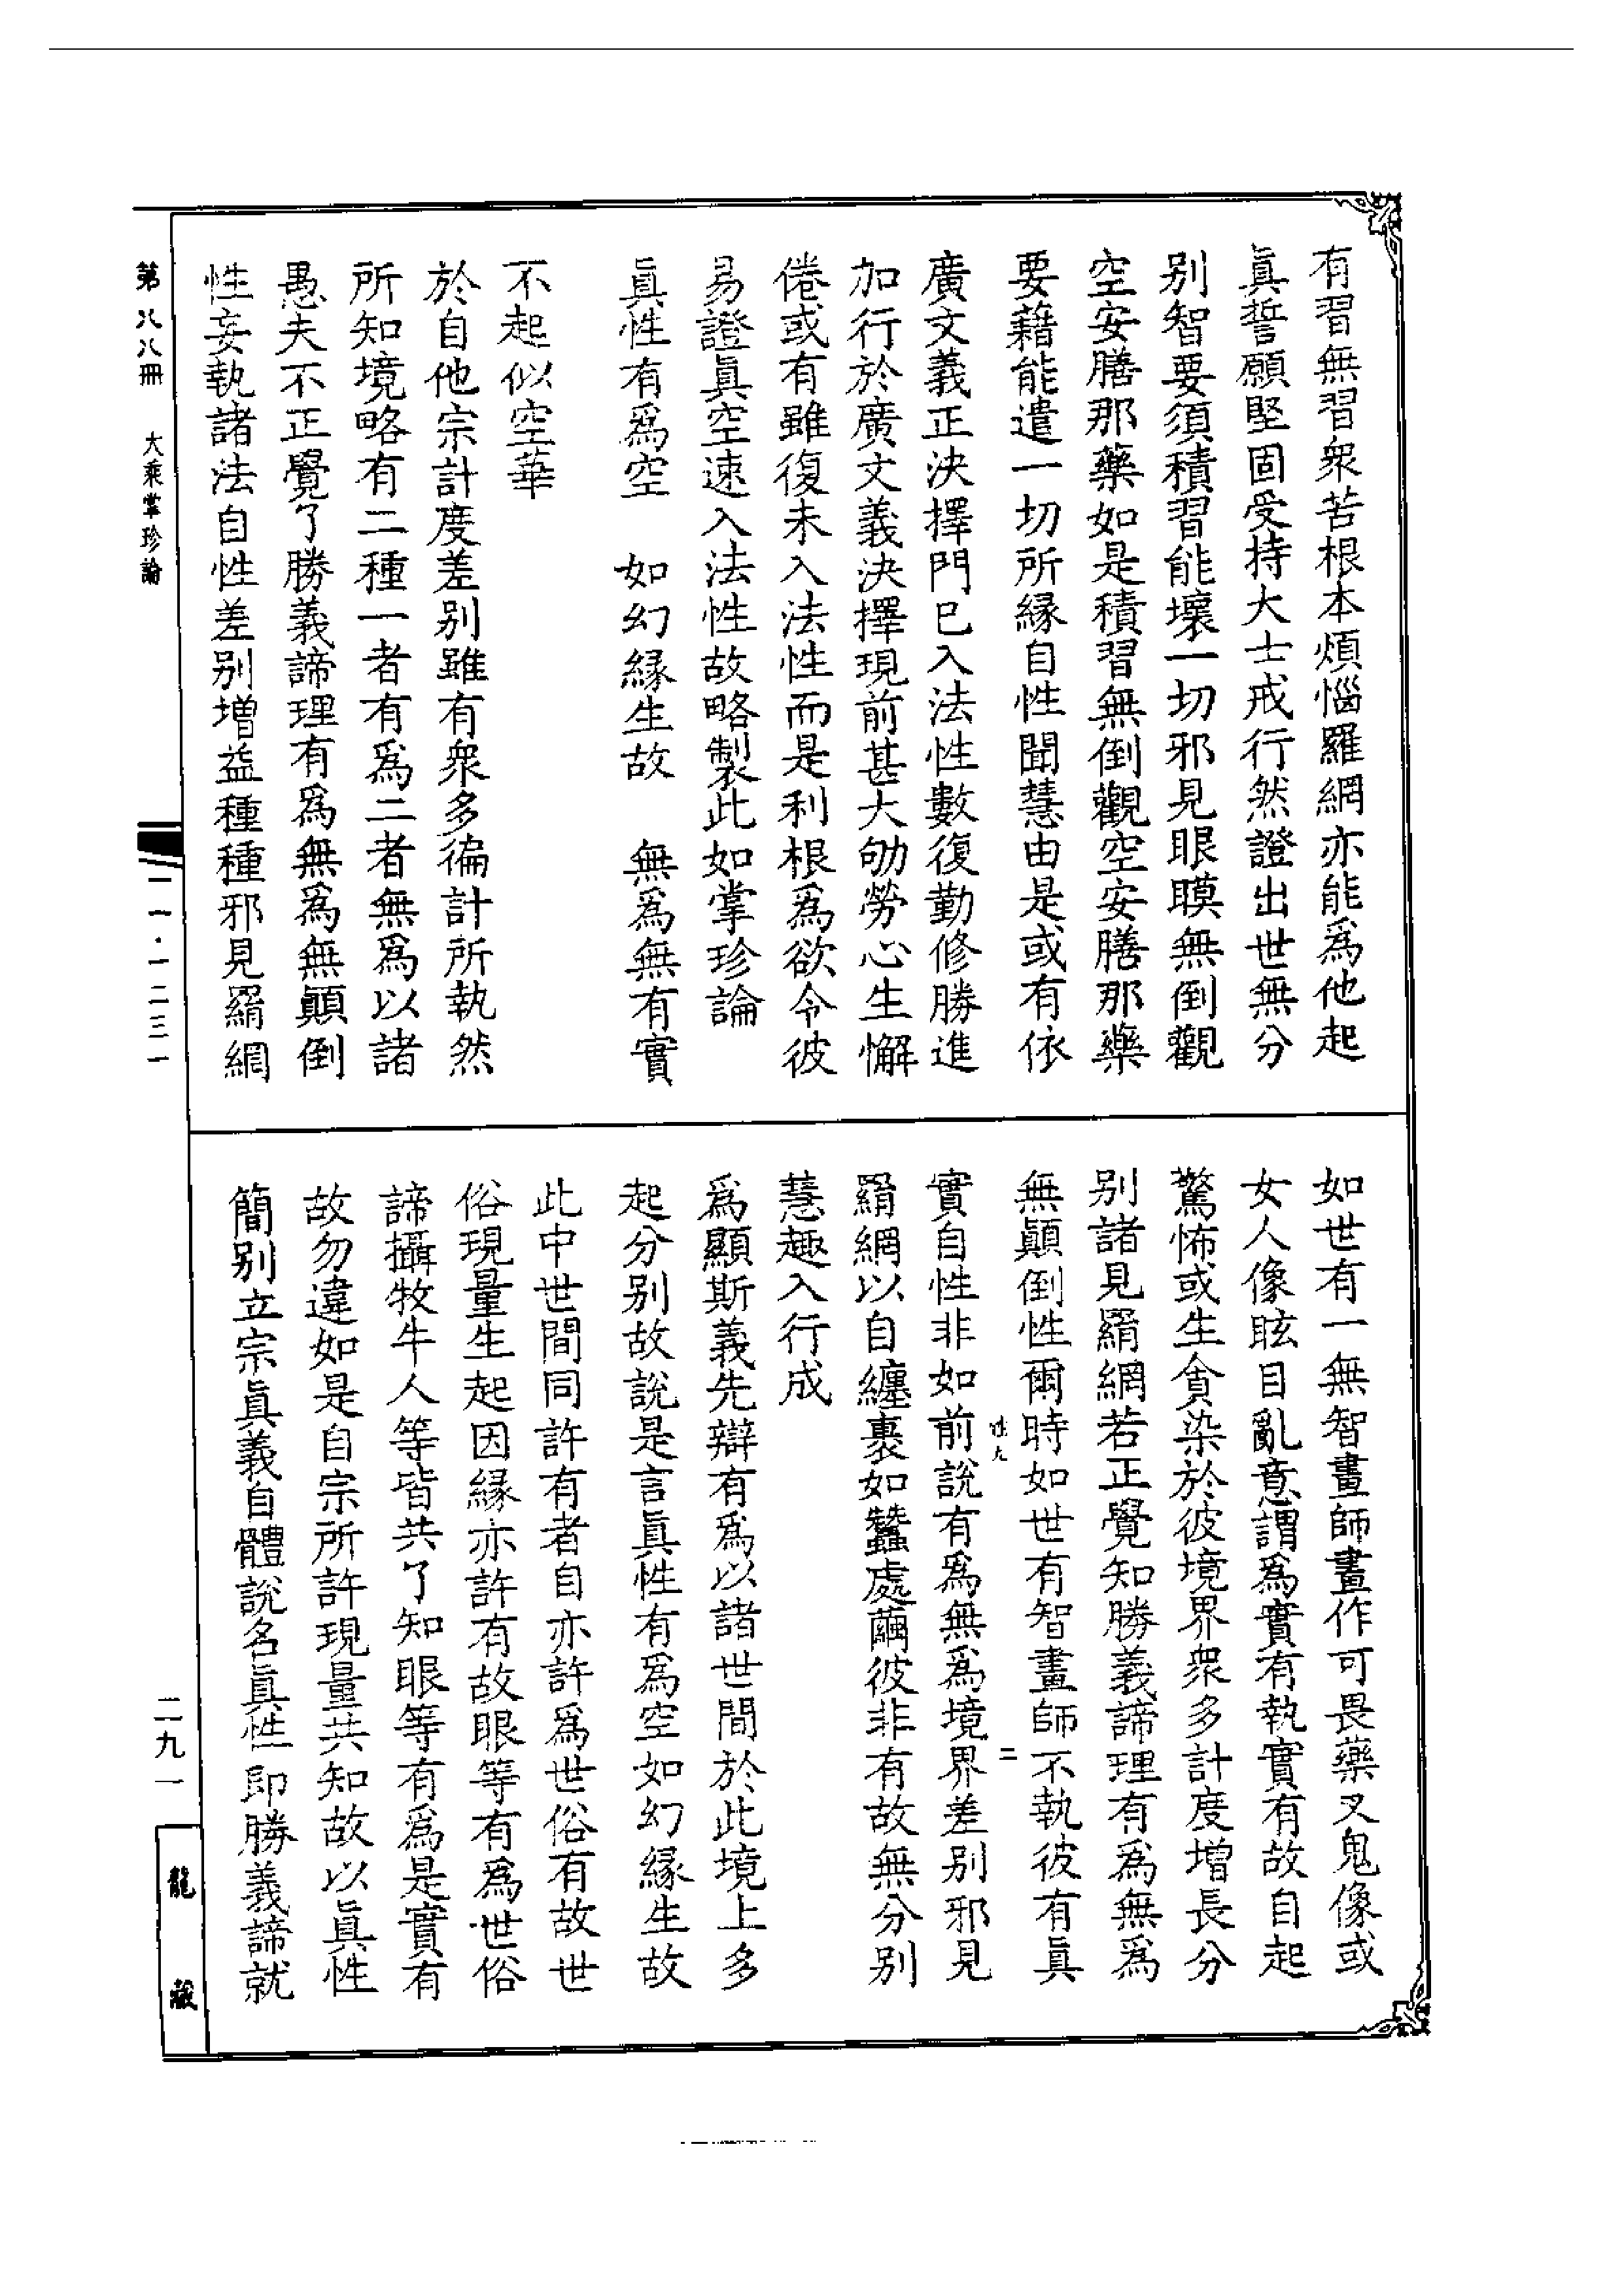 有習無習衆苦根本煩惱羅網亦能爲他起
真誓願堅固受持大士戒行然證出世無分
别智要須積習能壞一切邪見眼瞙無倒觀
空安膳那藥如是積習無倒觀空安膳那藥
要藉能遣一切所縁自性聞慧由是或有依
廣文義正決擇門已入法性數復勤修勝進
加行於廣文義決擇現前甚大劬勞心生懈
倦或有雖復未入法性而是利根爲欲令彼
易證真空速入法性故略製此如掌珍論
真性有爲空　如幻縁生故　無爲無有實
不起似空華
於自他宗計度差别雖有衆多徧計所執然
所知境略有二種一者有爲二者無爲以諸
愚夫不正覺了勝義諦理有爲無爲無顛倒
性妄執諸法自性差别增益種種邪見羂網
如世有一無智畫師畫作可畏藥叉鬼像或
女人像眩目亂意謂爲實有執實有故自起
驚怖或生貪染於彼境界衆多計度增長分
别諸見羂網若正覺知勝義諦理有爲無爲
無顛倒性爾時如世有智畫師不執彼有真
二
實自性非如前說有爲無爲境界差别邪見
羂網以自纏裹如蠶處繭彼非有故無分别
慧趣入行成
爲顯斯義先辯有爲以諸世間於此境上多
起分别故說是言真性有爲空如幻縁生故
此中世間同許有者自亦許爲世俗有故世
俗現量生起因縁亦許有故眼等有爲世俗
諦攝牧牛人等皆共了知眼等有爲是實有
故勿違如是自宗所許現量共知故以真性
簡别立宗真義自體說名真性即勝義諦就
第八八冊　大乘掌珍論
一一·一二三一
二九一
龍藏